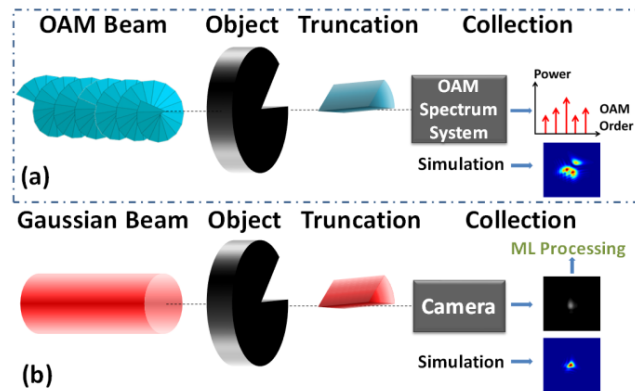 OAM Beam Object Truncation Collection
OAM
Spectrum
System
Power
OAM
Order
Simulation
(a)
Gaussian Beam Object Truncation Collection
ML Processing
Camera
Simulation
(b)